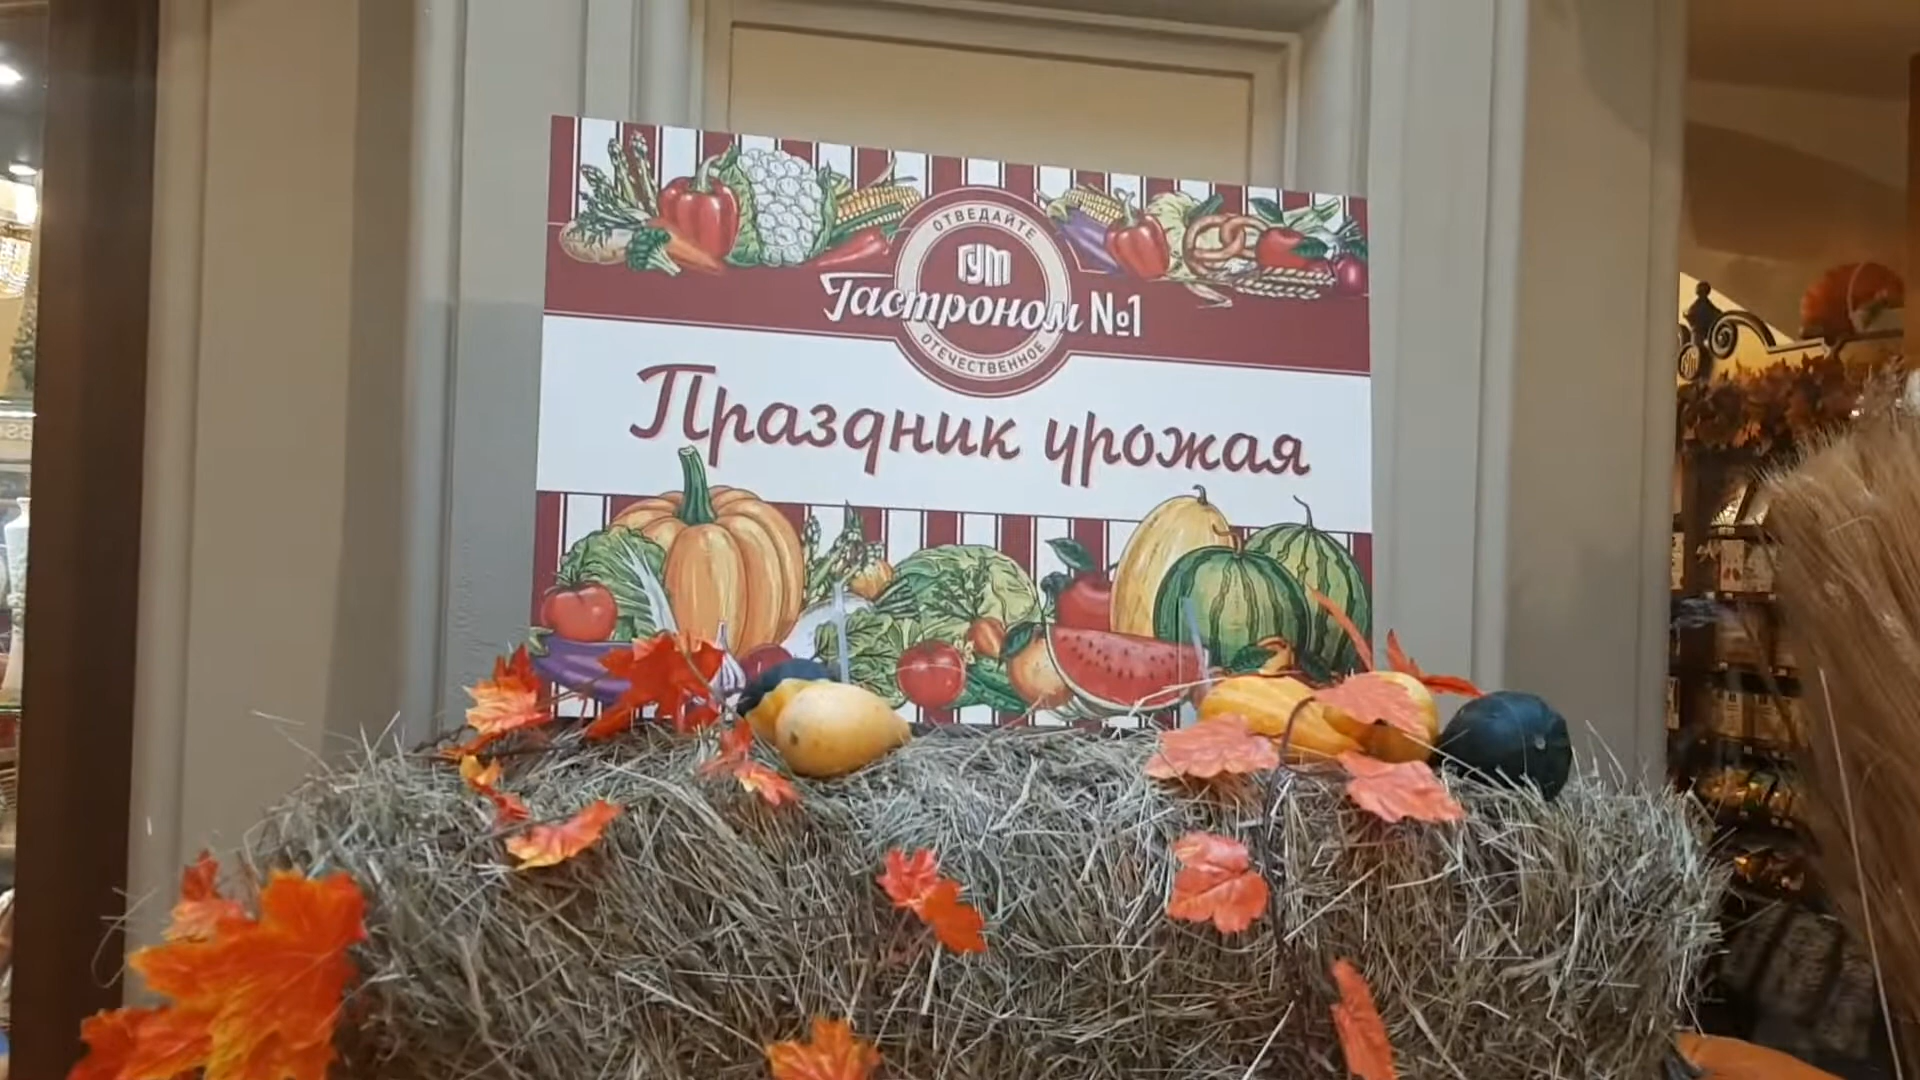 ОТВЕДАЙТЕ
ГУМ
Гастроном №1
ОТЕЧЕСТВЕННОЕ
Праздник урожая